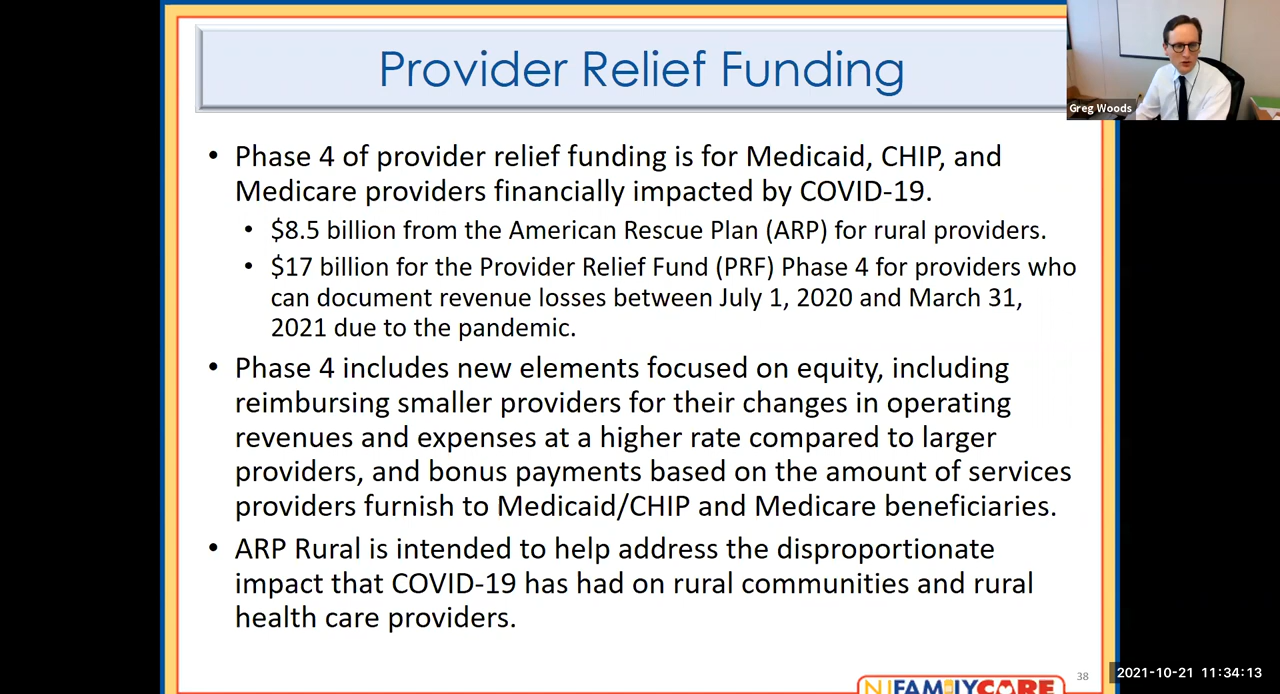 Provider Relief Funding
Greg Woods
• Phase 4 of provider relief funding is for Medicaid, CHIP, and
Medicare providers financially impacted by COVID-19.
• $8.5 billion from the American Rescue Plan (ARP) for rural providers.
• $17 billion for the Provider Relief Fund (PRF) Phase 4 for providers who
can document revenue losses between July 1, 2020 and March 31,
2021 due to the pandemic.
• Phase 4 includes new elements focused on equity, including
reimbursing smaller providers for their changes in operating
revenues and expenses at a higher rate compared to larger
providers, and bonus payments based on the amount of services
providers furnish to Medicaid/CHIP and Medicare beneficiaries.
• ARP Rural is intended to help address the disproportionate
impact that COVID-19 has had on rural communities and rural
health care providers.
38
2021-10-21 11:34:13
NJFAMILYCARE